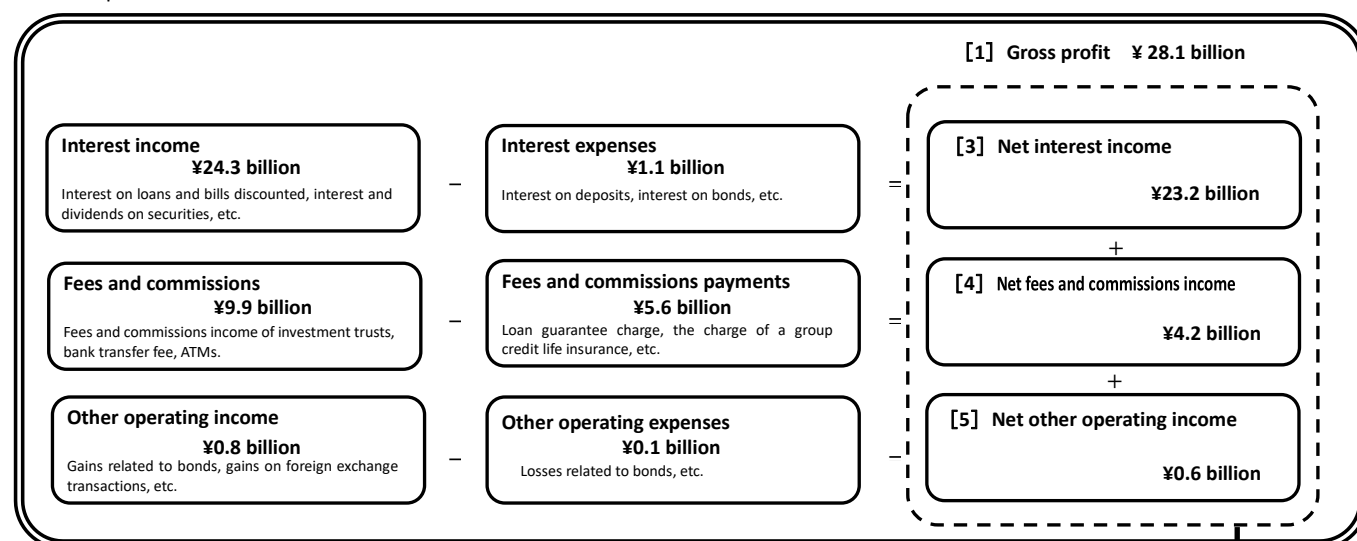 [1] Gross profit ¥ 28.1 billion
Interest income
¥24.3 billion
Interest on loans and bills discounted, interest and
dividends on securities, etc.
−
Interest expenses
¥1.1 billion
Interest on deposits, interest on bonds, etc.
=
[3] Net interest income
¥23.2 billion
+
Fees and commissions
¥9.9 billion
Fees and commissions income of investment trusts,
bank transfer fee, ATMs.
−
Fees and commissions payments
¥5.6 billion
Loan guarantee charge, the charge of a group
credit life insurance, etc.
=
[4] Net fees and commissions income
¥4.2 billion
+
Other operating income
¥0.8 billion
Gains related to bonds, gains on foreign exchange
transactions, etc.
−
Other operating expenses
¥0.1 billion
Losses related to bonds, etc.
−
[5] Net other operating income
¥0.6 billion